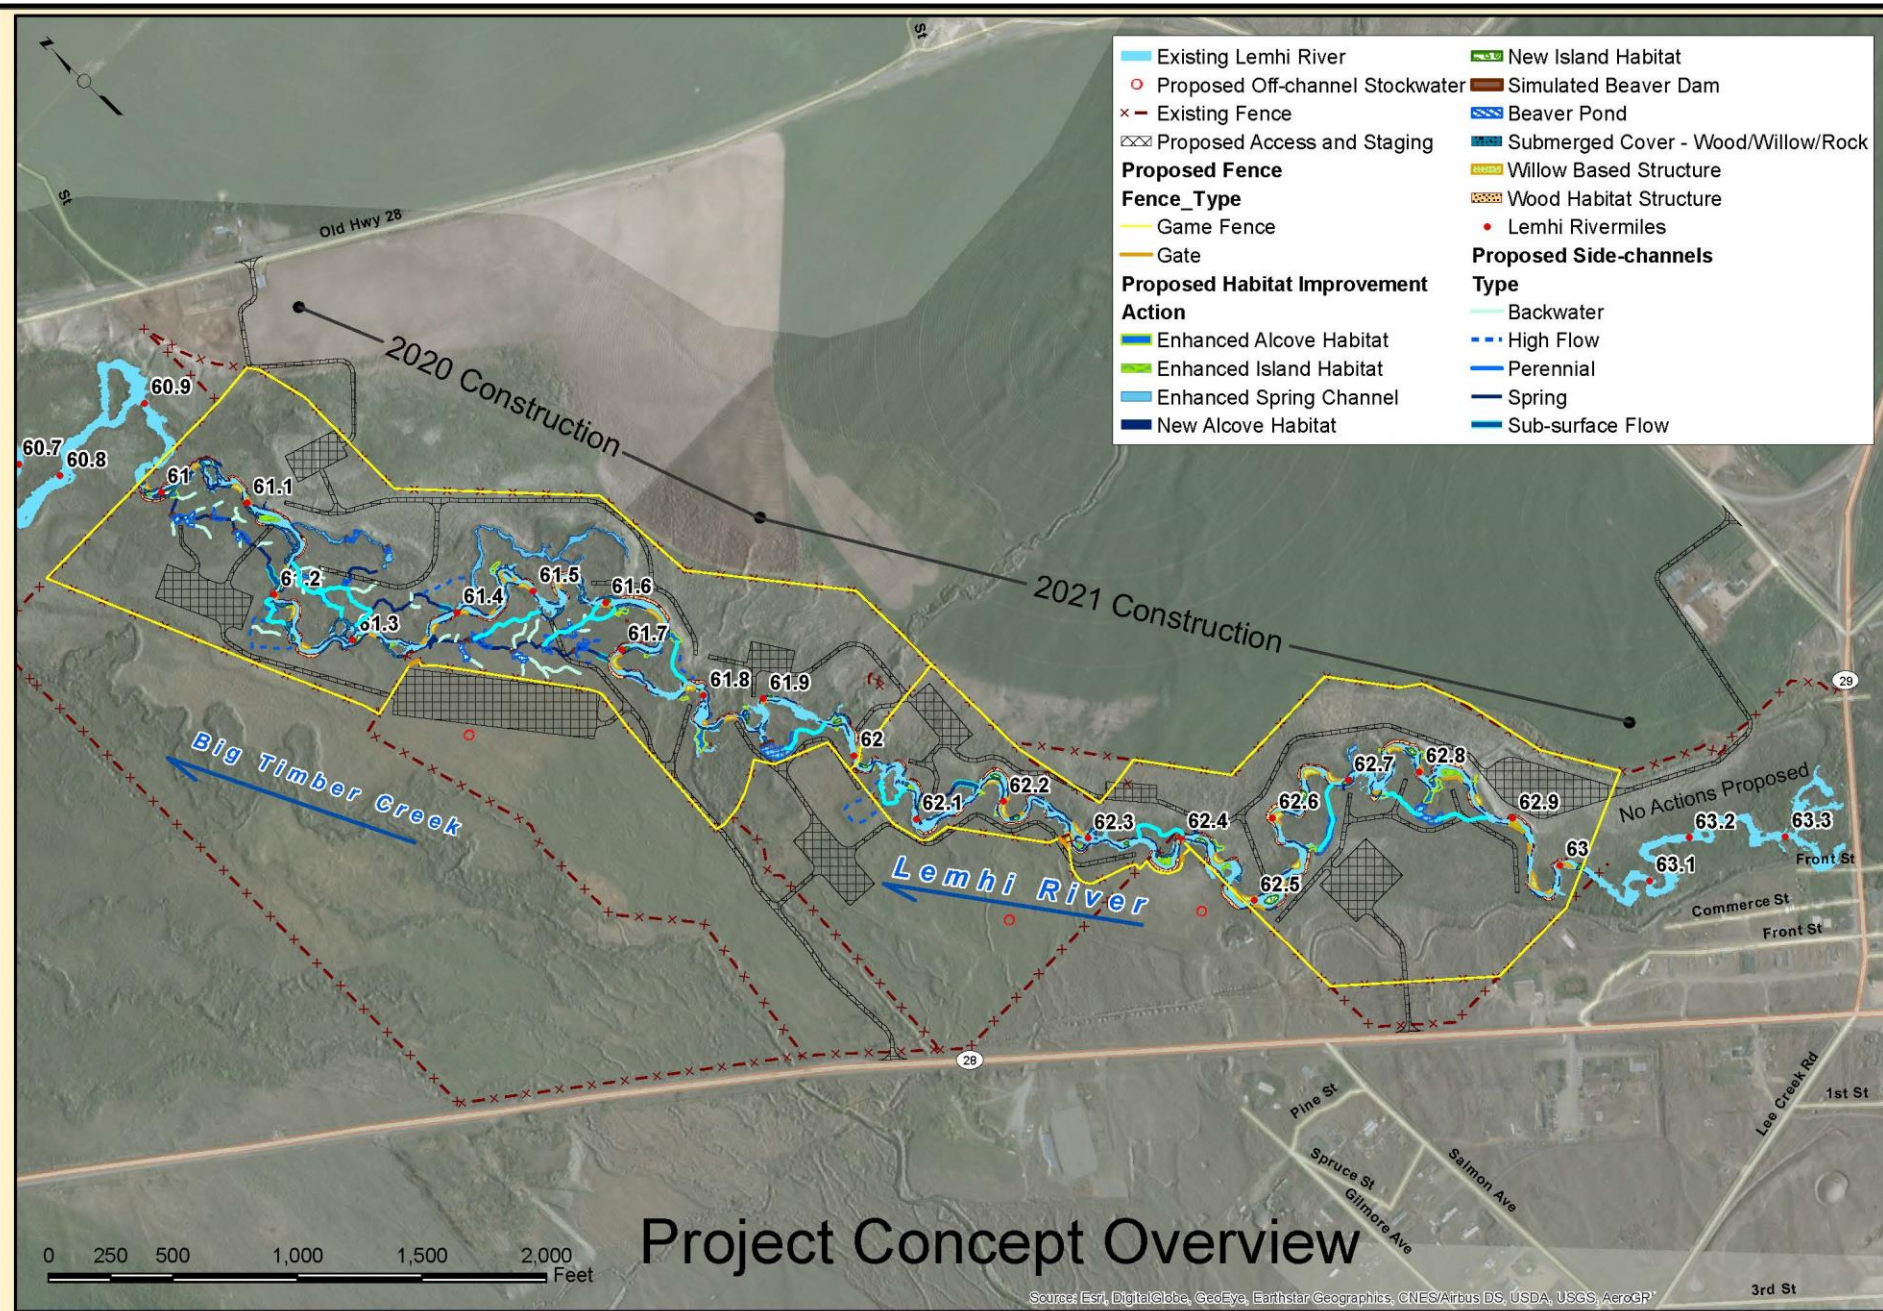 Z
St
Existing Lemhi River
Proposed Off-channel Stockwater
Existing Fence
Proposed Access and Staging
Proposed Fence
Fence_Type
Game Fence
Gate
Proposed Habitat Improvement
Action
Enhanced Alcove Habitat
Enhanced Island Habitat
Enhanced Spring Channel
New Alcove Habitat
New Island Habitat
Simulated Beaver Dam
Beaver Pond
Submerged Cover - Wood/Willow/Rock
Willow Based Structure
Wood Habitat Structure
Lemhi Rivermiles
Proposed Side-channels
Type
Backwater
High Flow
Perennial
Spring
Sub-surface Flow
St
Old Hwy 28
2020 Construction
2021 Construction
60.7
60.8
60.9
61
61.1
61.2
61.3
61.4
61.5
61.6
61.7
61.8
61.9
62
62.1
62.2
62.3
62.4
62.5
62.6
62.7
62.8
62.9
63
63.1
63.2
63.3
29
No Actions Proposed
Front St
Commerce St
Front St
Big Timber Creek
Lemhi River
28
Pine St
Spruce St
Gilmore Ave
Salmon Ave
Lee Creek Rd
1st St
3rd St
Project Concept Overview
0 250 500 1,000 1,500 2,000
Feet
Source: Esri, DigitalGlobe, GeoEye, Earthstar Geographics, CNES/Airbus DS, USDA, USGS, AeroGR